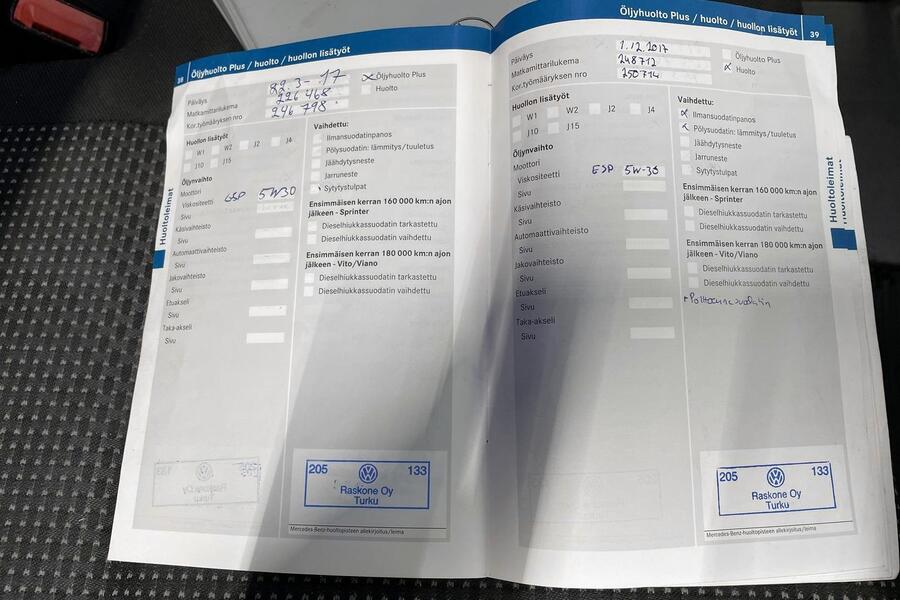 38 Öljyhuolto Plus / huolto / huollon lisätyöt
Päiväys 22.3-17
Matkamittarilukema 226 468
Kor.työmääräyksen nro 246 798
x Öljyhuolto Plus
Huolto
Huollon lisätyöt
W1 W2 J2 J4
J10 J15
Öljynvaihto
Moottori
Viskositeetti ESP 5W30
Sivu
Käsivaihteisto
Sivu
Automaattivaihteisto
Sivu
Jakovaihteisto
Sivu
Etuakseli
Sivu
Taka-akseli
Sivu
Vaihdettu:
Ilmansuodatinpanos
Pölysuodatin: lämmitys/tuuletus
Jäähdytysneste
Jarruneste
Sytytystulpat
Ensimmäisen kerran 160 000 km:n ajon
jälkeen - Sprinter
Dieselhiukkassuodatin tarkastettu
Dieselhiukkassuodatin vaihdettu
Ensimmäisen kerran 180 000 km:n ajon
jälkeen - Vito/Viano
Dieselhiukkassuodatin tarkastettu
Dieselhiukkassuodatin vaihdettu
205 133
Raskone Oy
Turku
Mercedes-Benz-huoltopisteen allekirjoitus/leima
Huoltoleimat
Öljyhuolto Plus / huolto / huollon lisätyöt 39
Päiväys 1.12.2017
Matkamittarilukema 248712
Kor.työmääräyksen nro 250714
Öljyhuolto Plus
x Huolto
Huollon lisätyöt
W1 W2 J2 J4
J10 J15
Öljynvaihto
Moottori
Viskositeetti ESP 5W-30
Sivu
Käsivaihteisto
Sivu
Automaattivaihteisto
Sivu
Jakovaihteisto
Sivu
Etuakseli
Sivu
Taka-akseli
Sivu
Vaihdettu:
x Ilmansuodatinpanos
x Pölysuodatin: lämmitys/tuuletus
Jäähdytysneste
Jarruneste
Sytytystulpat
Ensimmäisen kerran 160 000 km:n ajon
jälkeen - Sprinter
Dieselhiukkassuodatin tarkastettu
Dieselhiukkassuodatin vaihdettu
Ensimmäisen kerran 180 000 km:n ajon
jälkeen - Vito/Viano
Dieselhiukkassuodatin tarkastettu
Dieselhiukkassuodatin vaihdettu
+Polttoainesuodatin
205 133
Raskone Oy
Turku
Mercedes-Benz-huoltopisteen allekirjoitus/leima
Huoltoleimat
Huoltoleimat